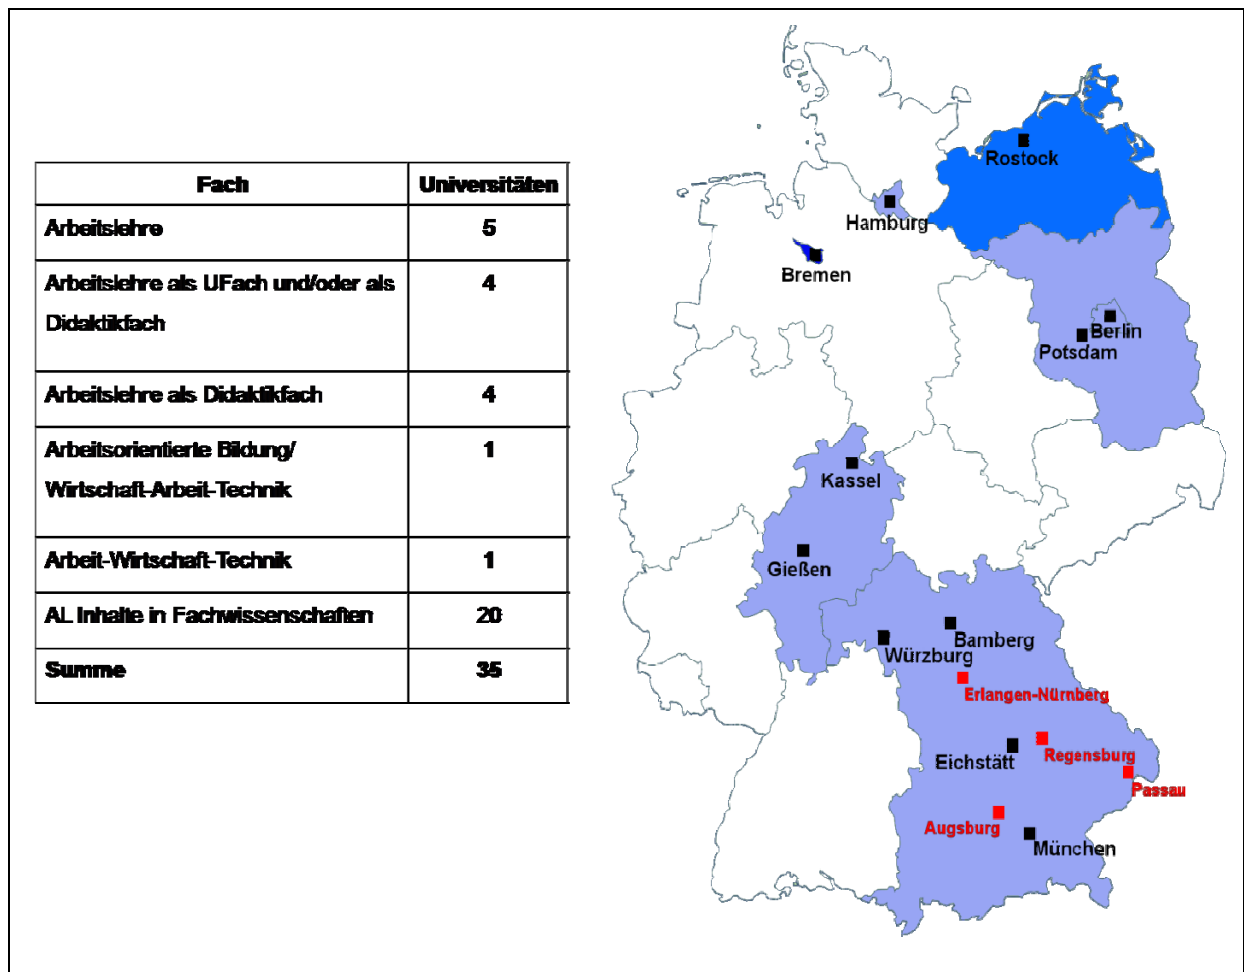 Fach Universitäten
Arbeitslehre 5
Arbeitslehre als UFach und/oder als 4
Didaktikfach
Arbeitslehre als Didaktikfach 4
Arbeitsorientierte Bildung/ 1
Wirtschaft-Arbeit-Technik
Arbeit-Wirtschaft-Technik 1
AL Inhalte in Fachwissenschaften 20
Summe 35
Rostock
Hamburg
Bremen
Berlin
Potsdam
Kassel
Gießen
Bamberg
Würzburg
Erlangen-Nürnberg
Regensburg
Eichstätt
Passau
Augsburg
München